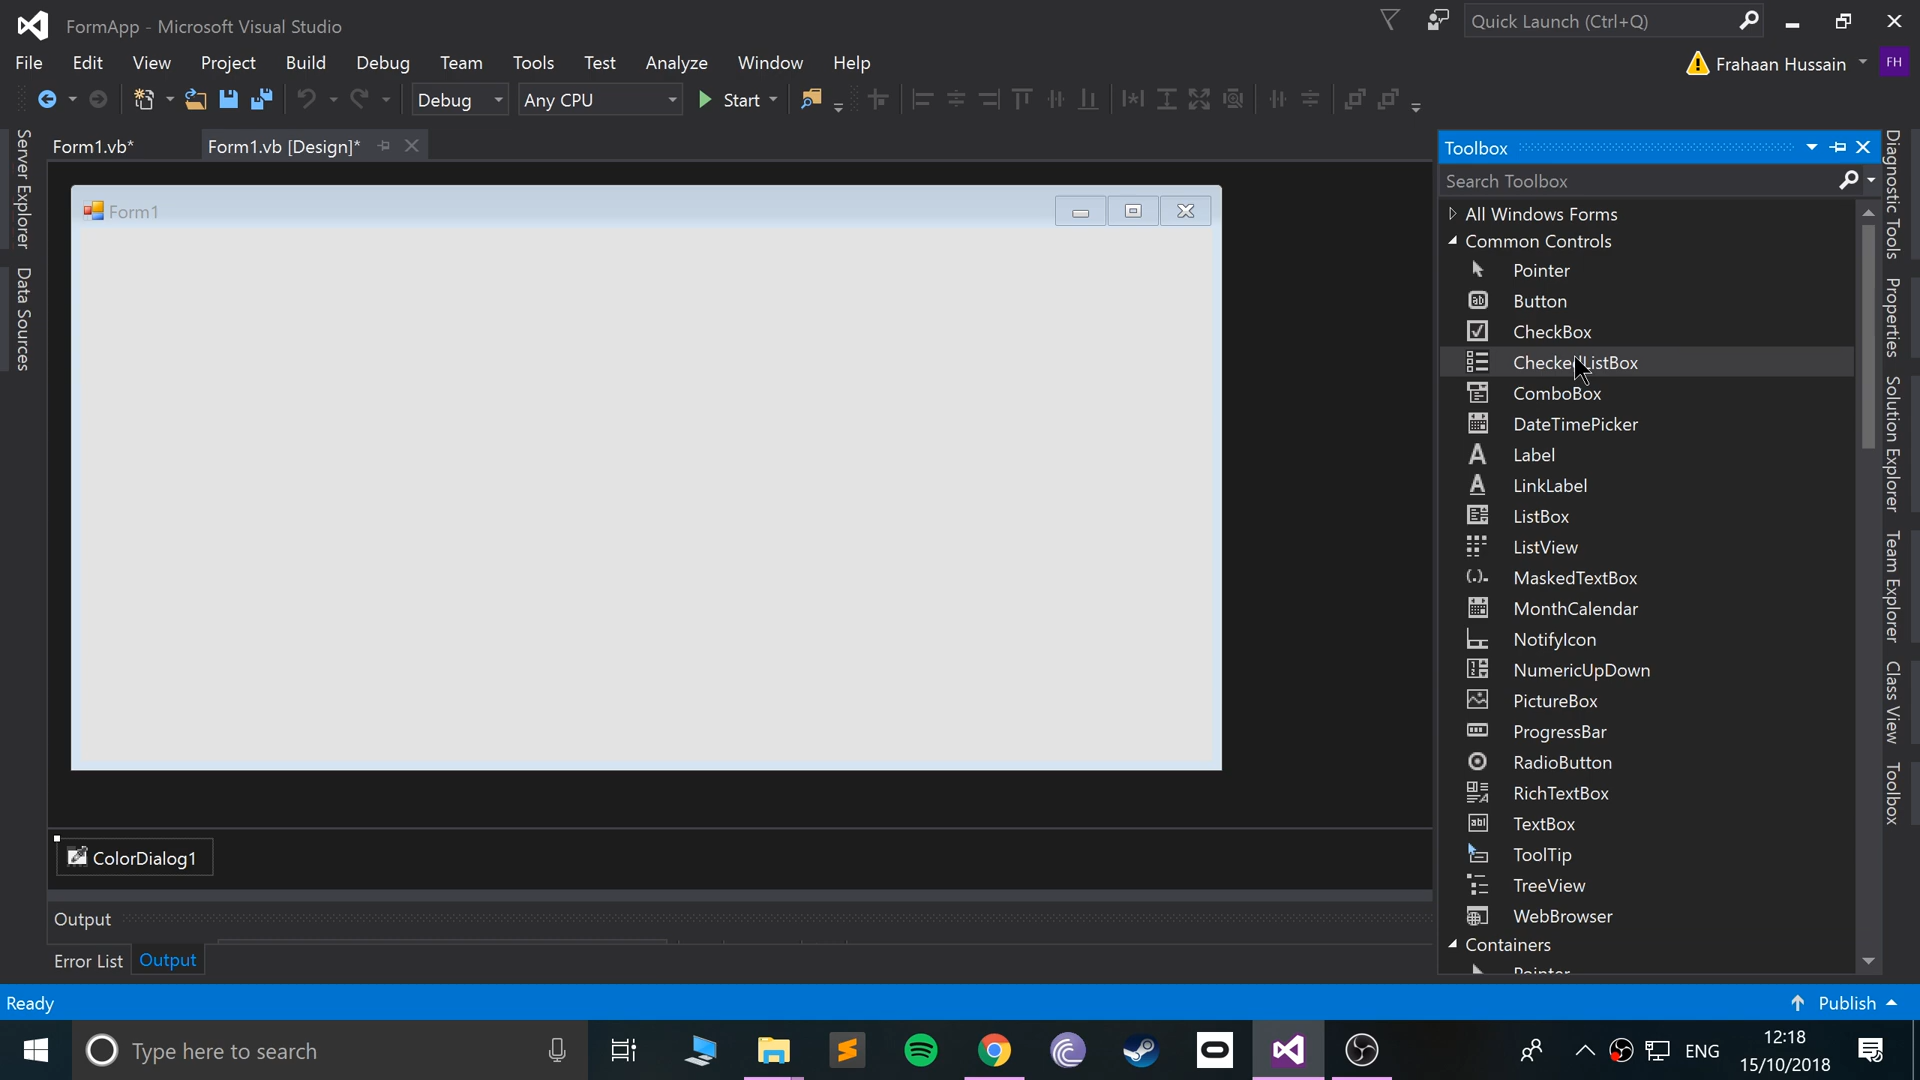 FormApp - Microsoft Visual Studio
Quick Launch (Ctrl+Q)
File Edit View Project Build Debug Team Tools Test Analyze Window Help
Frahaan Hussain FH
Debug Any CPU Start
Form1.vb* Form1.vb [Design]*
Server Explorer
Data Sources
Form1
ColorDialog1
Output
Error List Output
Toolbox
Search Toolbox
All Windows Forms
Common Controls
Pointer
Button
CheckBox
CheckedListBox
ComboBox
DateTimePicker
Label
LinkLabel
ListBox
ListView
MaskedTextBox
MonthCalendar
NotifyIcon
NumericUpDown
PictureBox
ProgressBar
RadioButton
RichTextBox
TextBox
ToolTip
TreeView
WebBrowser
Containers
Pointer
Diagnostic Tools
Properties
Solution Explorer
Team Explorer
Class View
Toolbox
Ready
Publish
Type here to search
ENG
12:18
15/10/2018